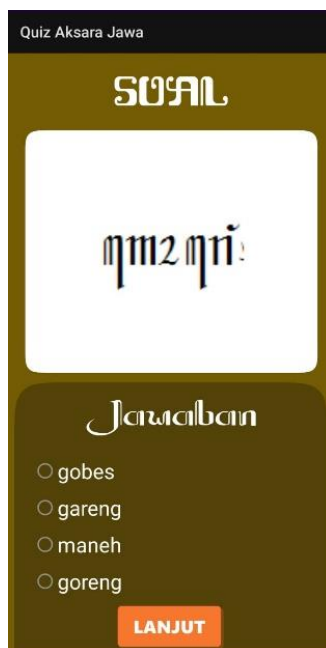 Quiz Aksara Jawa
SOAL
ꦒꦺꦴꦫꦺꦁ
Jawaban
gobes
gareng
maneh
goreng
LANJUT